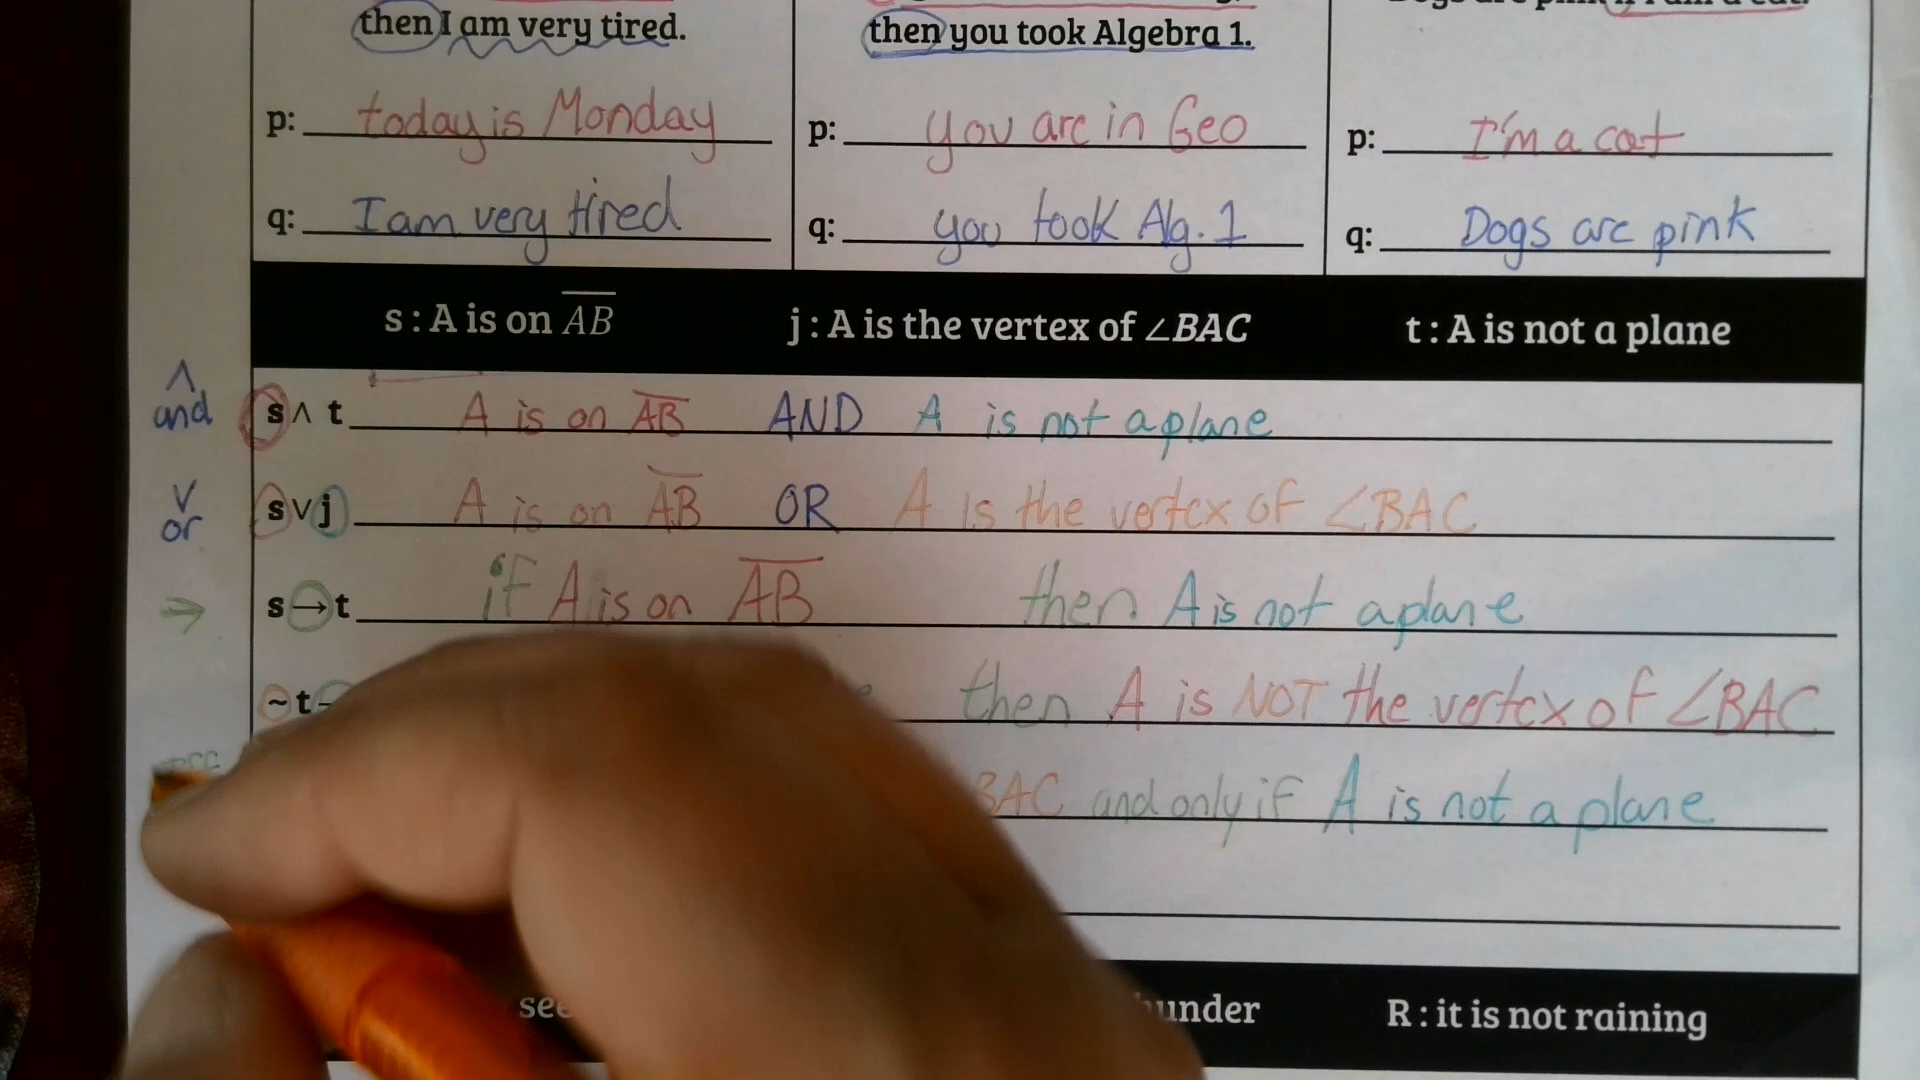 then I am very tired.
then you took Algebra 1.
p: today is Monday
p: you are in Geo
p: I'm a cat
q: I am very tired
q: you took Alg. 1
q: Dogs are pink
s : A is on AB
j : A is the vertex of ∠BAC
t : A is not a plane
^
and
s ∧ t A is on AB AND A is not a plane
v
or
s ∨ j A is on AB OR A is the vertex of ∠BAC
→ s → t if A is on AB then A is not a plane
~ t then A is NOT the vertex of ∠BAC
BAC and only if A is not a plane
see
R : it is not raining